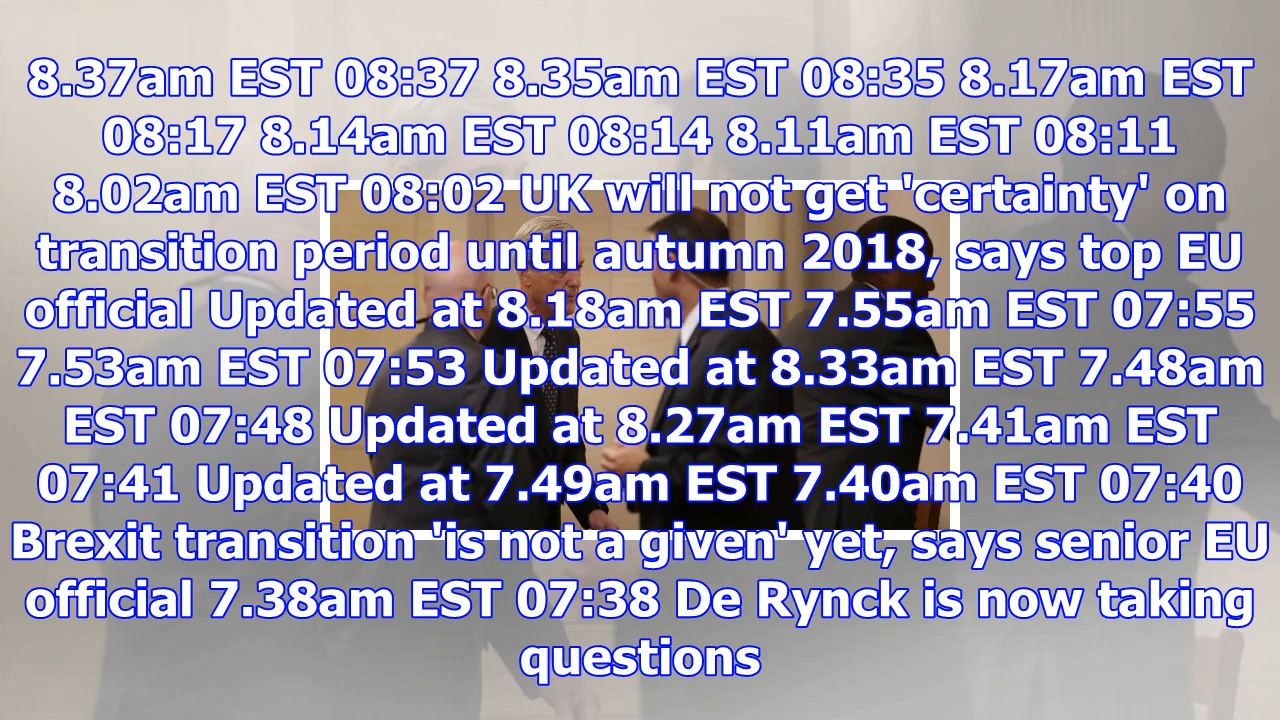 8.37am EST 08:37 8.35am EST 08:35 8.17am EST
08:17 8.14am EST 08:14 8.11am EST 08:11
8.02am EST 08:02 UK will not get 'certainty' on
transition period until autumn 2018, says top EU
official Updated at 8.18am EST 7.55am EST 07:55
7.53am EST 07:53 Updated at 8.33am EST 7.48am
EST 07:48 Updated at 8.27am EST 7.41am EST
07:41 Updated at 7.49am EST 7.40am EST 07:40
Brexit transition 'is not a given' yet, says senior EU
official 7.38am EST 07:38 De Rynck is now taking
questions